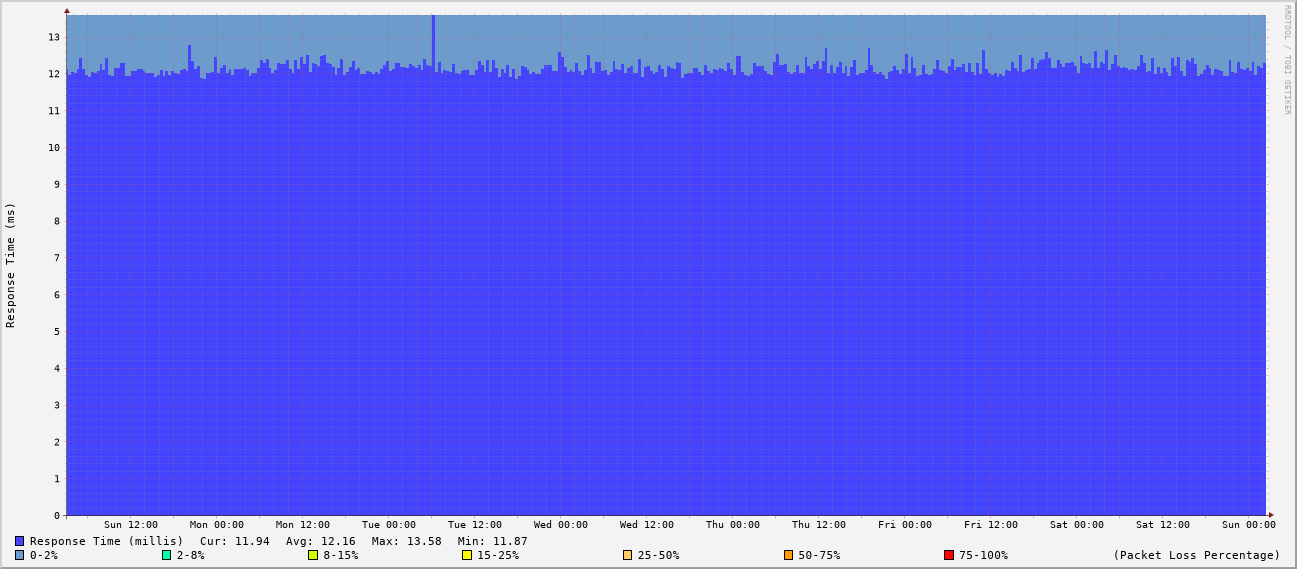 RRDTOOL / TOBI OETIKER
Response Time (ms)
13
12
11
10
9
8
7
6
5
4
3
2
1
0
Sun 12:00 Mon 00:00 Mon 12:00 Tue 00:00 Tue 12:00 Wed 00:00 Wed 12:00 Thu 00:00 Thu 12:00 Fri 00:00 Fri 12:00 Sat 00:00 Sat 12:00 Sun 00:00
Response Time (millis) Cur: 11.94 Avg: 12.16 Max: 13.58 Min: 11.87
0-2% 2-8% 8-15% 15-25% 25-50% 50-75% 75-100% (Packet Loss Percentage)